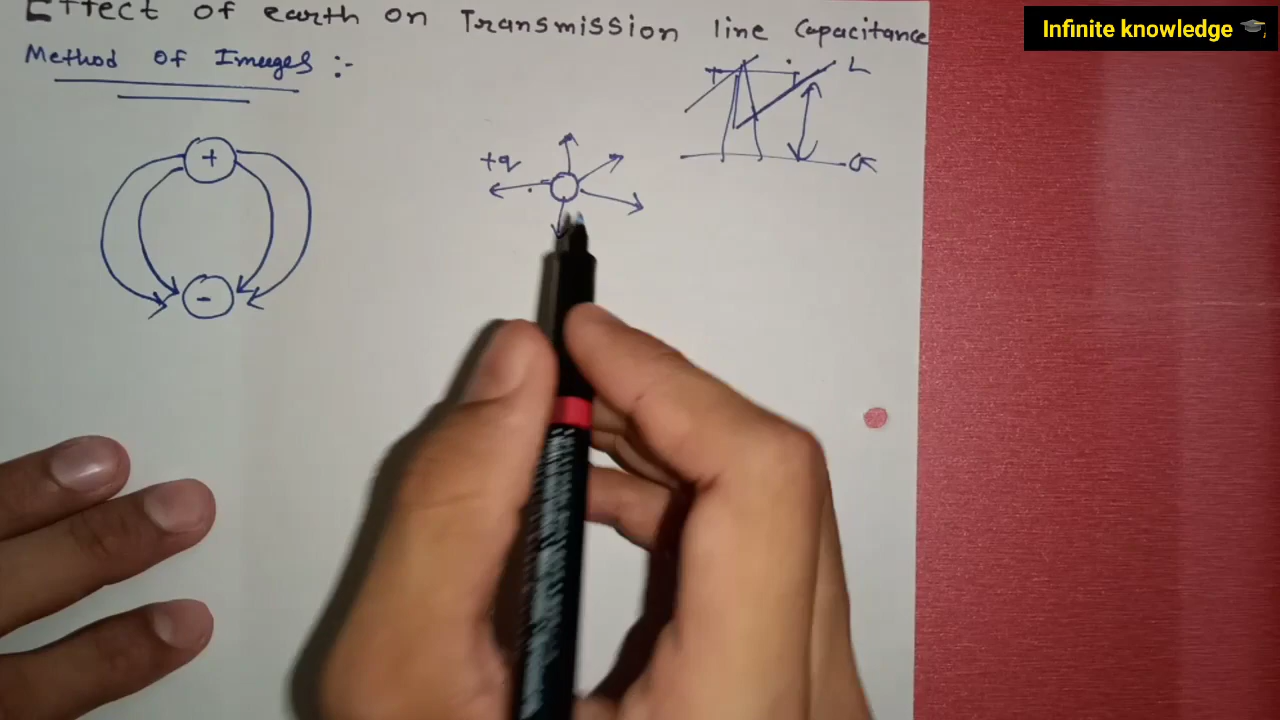 Effect of earth on Transmission line Capacitance
Infinite knowledge
Method of Images :-
L
+
+q
G
-